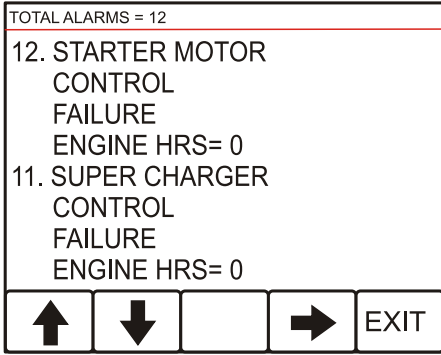 TOTAL ALARMS = 12
12. STARTER MOTOR
CONTROL
FAILURE
ENGINE HRS= 0
11. SUPER CHARGER
CONTROL
FAILURE
ENGINE HRS= 0
EXIT